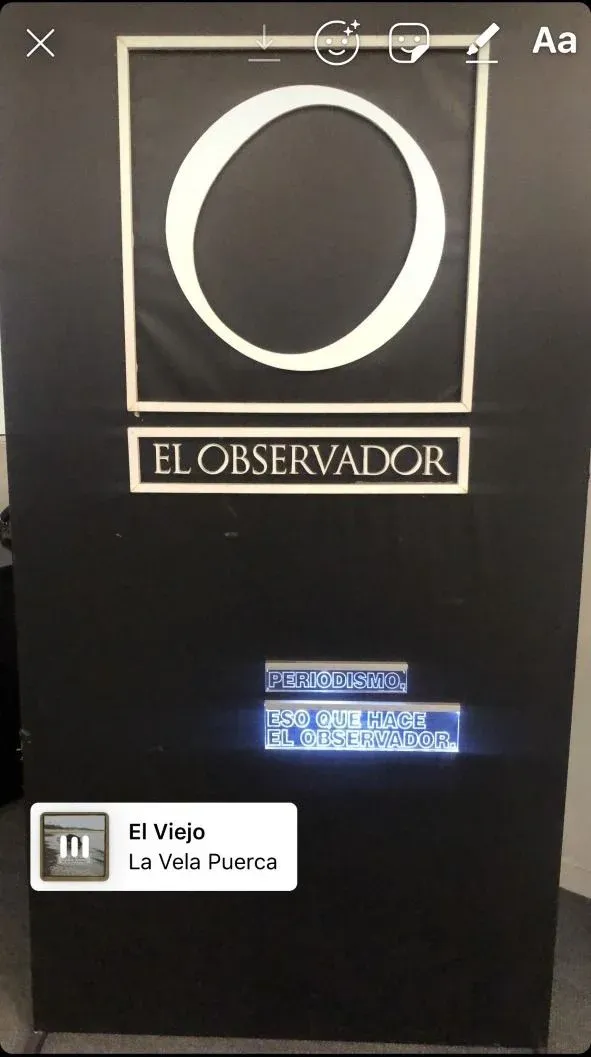 Aa
O
EL OBSERVADOR
PERIODISMO.
ESO QUE HACE
EL OBSERVADOR.
El Viejo
La Vela Puerca